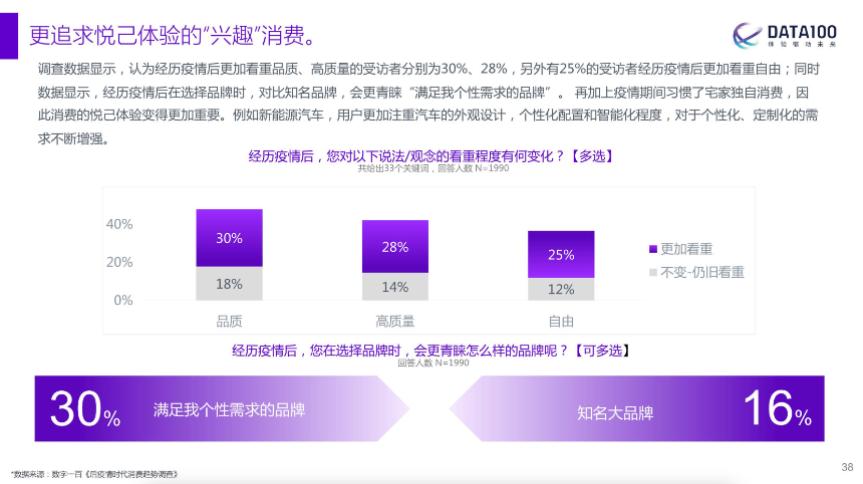 更追求悦己体验的“兴趣”消费。
DATA100
体验驱动未来
调查数据显示，认为经历疫情后更加看重品质、高质量的受访者分别为30%、28%，另外有25%的受访者经历疫情后更加看重自由；同时
数据显示，经历疫情后在选择品牌时，对比知名品牌，会更青睐“满足我个性需求的品牌”。 再加上疫情期间习惯了宅家独自消费，因
此消费的悦己体验变得更加重要。例如新能源汽车，用户更加注重汽车的外观设计，个性化配置和智能化程度，对于个性化、定制化的需
求不断增强。
经历疫情后，您对以下说法/观念的看重程度有何变化？【多选】
共给出33个关键词，回答人数 N=1990
40%
20%
0%
30%
18%
28%
14%
25%
12%
品质
高质量
自由
更加看重
不变-仍旧看重
经历疫情后，您在选择品牌时，会更青睐怎么样的品牌呢？【可多选】
回答人数 N=1990
30% 满足我个性需求的品牌
知名大品牌 16%
*数据来源：数字一百《后疫情时代消费趋势调查》
38